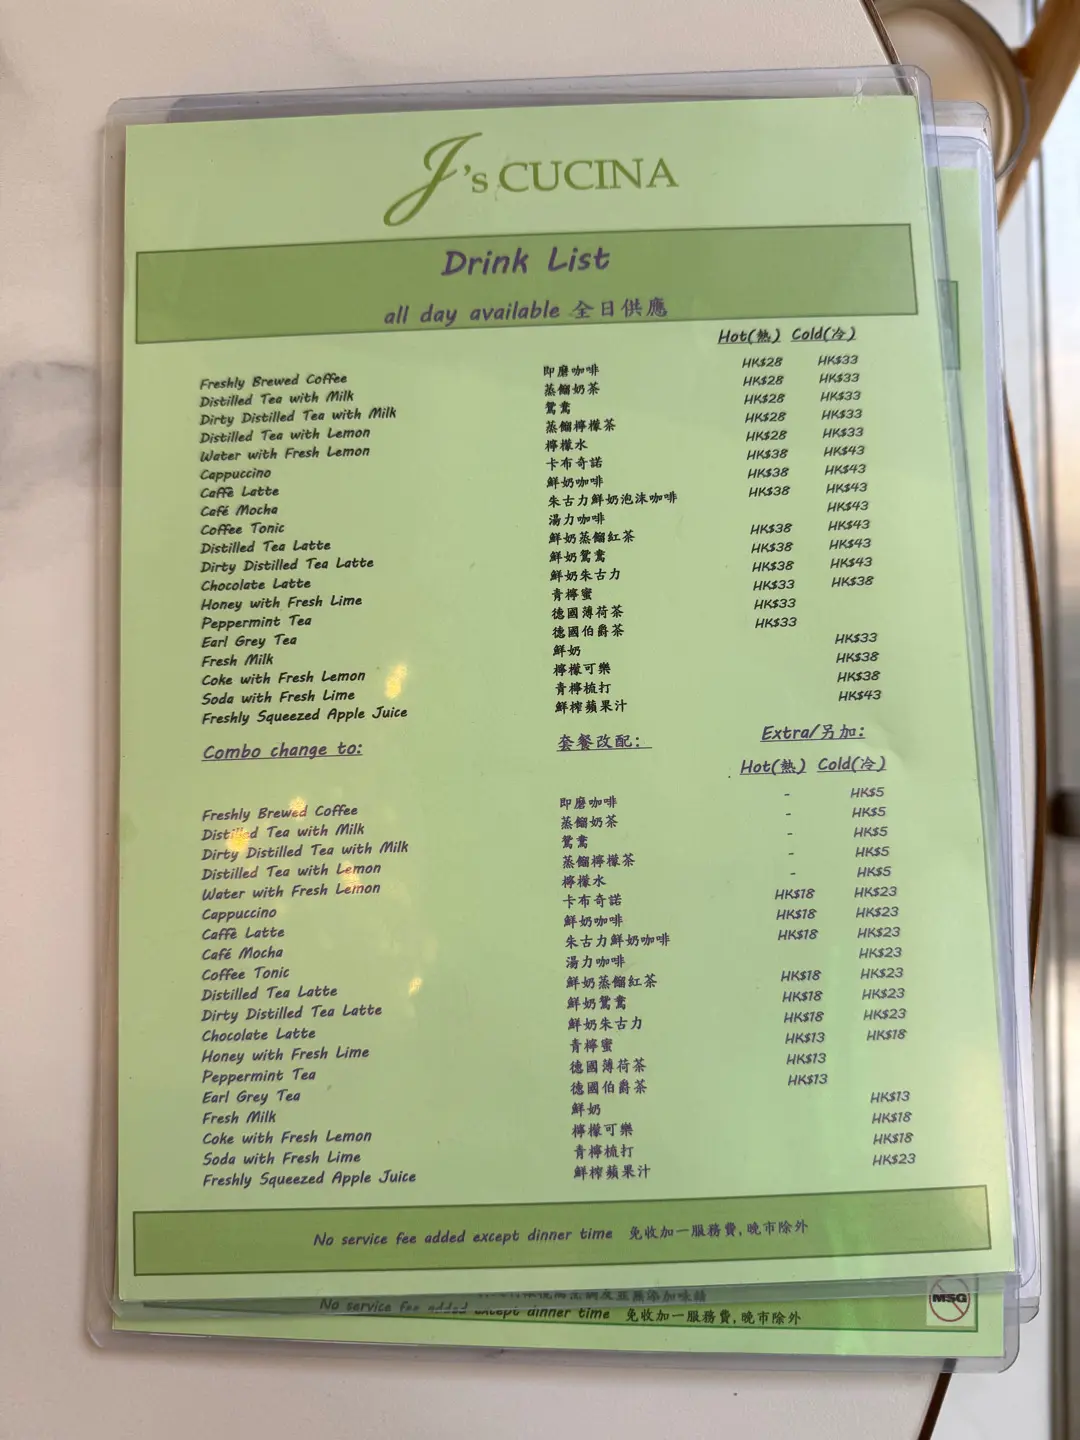 J's CUCINA
Drink List
all day available 全日供應
Hot(熱) Cold(冷)
Freshly Brewed Coffee 即磨咖啡 HK$28 HK$33
Distilled Tea with Milk 蒸餾奶茶 HK$28 HK$33
Dirty Distilled Tea with Milk 鴛鴦 HK$28 HK$33
Distilled Tea with Lemon 蒸餾檸檬茶 HK$28 HK$33
Water with Fresh Lemon 檸檬水 HK$28 HK$33
Cappuccino 卡布奇諾 HK$38 HK$43
Caffè Latte 鮮奶咖啡 HK$38 HK$43
Café Mocha 朱古力鮮奶泡沫咖啡 HK$38 HK$43
Coffee Tonic 湯力咖啡 HK$43
Distilled Tea Latte 鮮奶蒸餾紅茶 HK$38 HK$43
Dirty Distilled Tea Latte 鮮奶鴛鴦 HK$38 HK$43
Chocolate Latte 鮮奶朱古力 HK$38 HK$43
Honey with Fresh Lime 青檸蜜 HK$33 HK$38
Peppermint Tea 德國薄荷茶 HK$33
Earl Grey Tea 德國伯爵茶 HK$33
Fresh Milk 鮮奶 HK$33
Coke with Fresh Lemon 檸檬可樂 HK$38
Soda with Fresh Lime 青檸梳打 HK$38
Freshly Squeezed Apple Juice 鮮榨蘋果汁 HK$43
Combo change to: 套餐改配: Extra/另加:
Hot(熱) Cold(冷)
Freshly Brewed Coffee 即磨咖啡 - HK$5
Distilled Tea with Milk 蒸餾奶茶 - HK$5
Dirty Distilled Tea with Milk 鴛鴦 - HK$5
Distilled Tea with Lemon 蒸餾檸檬茶 - HK$5
Water with Fresh Lemon 檸檬水 - HK$5
Cappuccino 卡布奇諾 HK$18 HK$23
Caffè Latte 鮮奶咖啡 HK$18 HK$23
Café Mocha 朱古力鮮奶咖啡 HK$18 HK$23
Coffee Tonic 湯力咖啡 HK$23
Distilled Tea Latte 鮮奶蒸餾紅茶 HK$18 HK$23
Dirty Distilled Tea Latte 鮮奶鴛鴦 HK$18 HK$23
Chocolate Latte 鮮奶朱古力 HK$18 HK$23
Honey with Fresh Lime 青檸蜜 HK$13 HK$18
Peppermint Tea 德國薄荷茶 HK$13
Earl Grey Tea 德國伯爵茶 HK$13
Fresh Milk 鮮奶 HK$13
Coke with Fresh Lemon 檸檬可樂 HK$18
Soda with Fresh Lime 青檸梳打 HK$18
Freshly Squeezed Apple Juice 鮮榨蘋果汁 HK$23
No service fee added except dinner time 免收加一服務費,晚市除外
No service fee added except dinner time 免收加一服務費,晚市除外
MSG